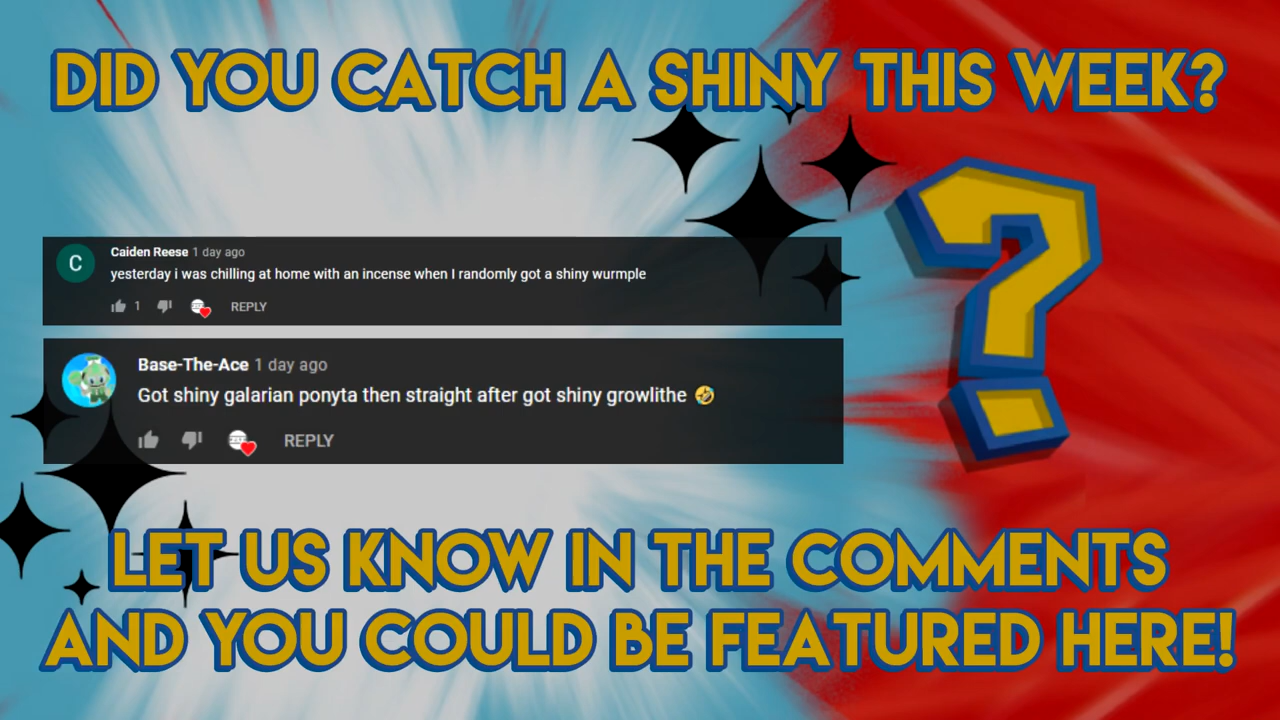 DID YOU CATCH A SHINY THIS WEEK?
?
C
Caiden Reese 1 day ago
yesterday i was chilling at home with an incense when I randomly got a shiny wurmple
1 REPLY
Base-The-Ace 1 day ago
Got shiny galarian ponyta then straight after got shiny growlithe 🤣
REPLY
LET US KNOW IN THE COMMENTS
AND YOU COULD BE FEATURED HERE!